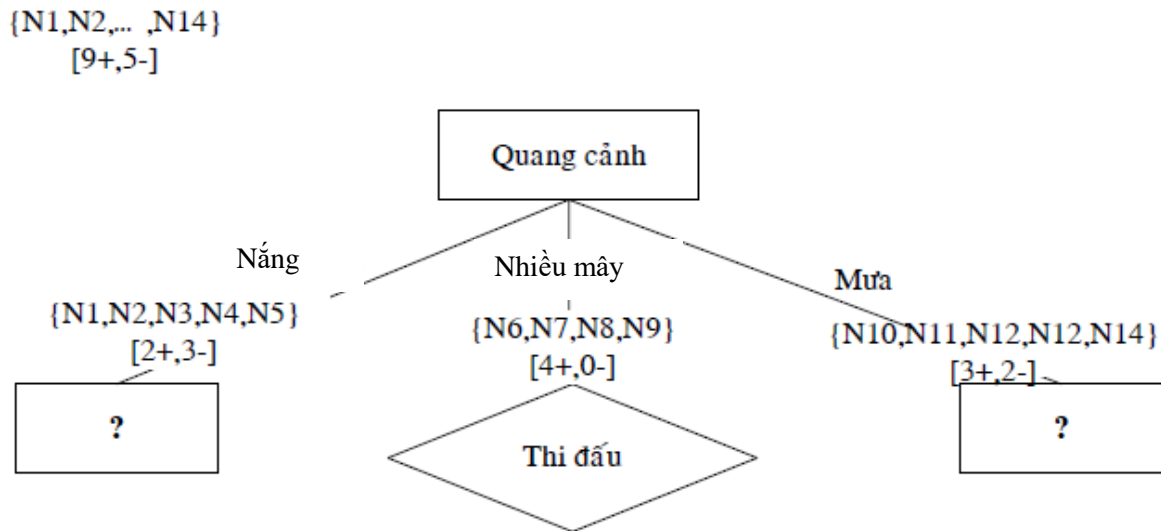 {N1,N2,... ,N14}
[9+,5-]
Quang cảnh
Nắng
Nhiều mây
Mưa
{N1,N2,N3,N4,N5}
[2+,3-]
{N6,N7,N8,N9}
[4+,0-]
{N10,N11,N12,N12,N14}
[3+,2-]
?
Thi đấu
?